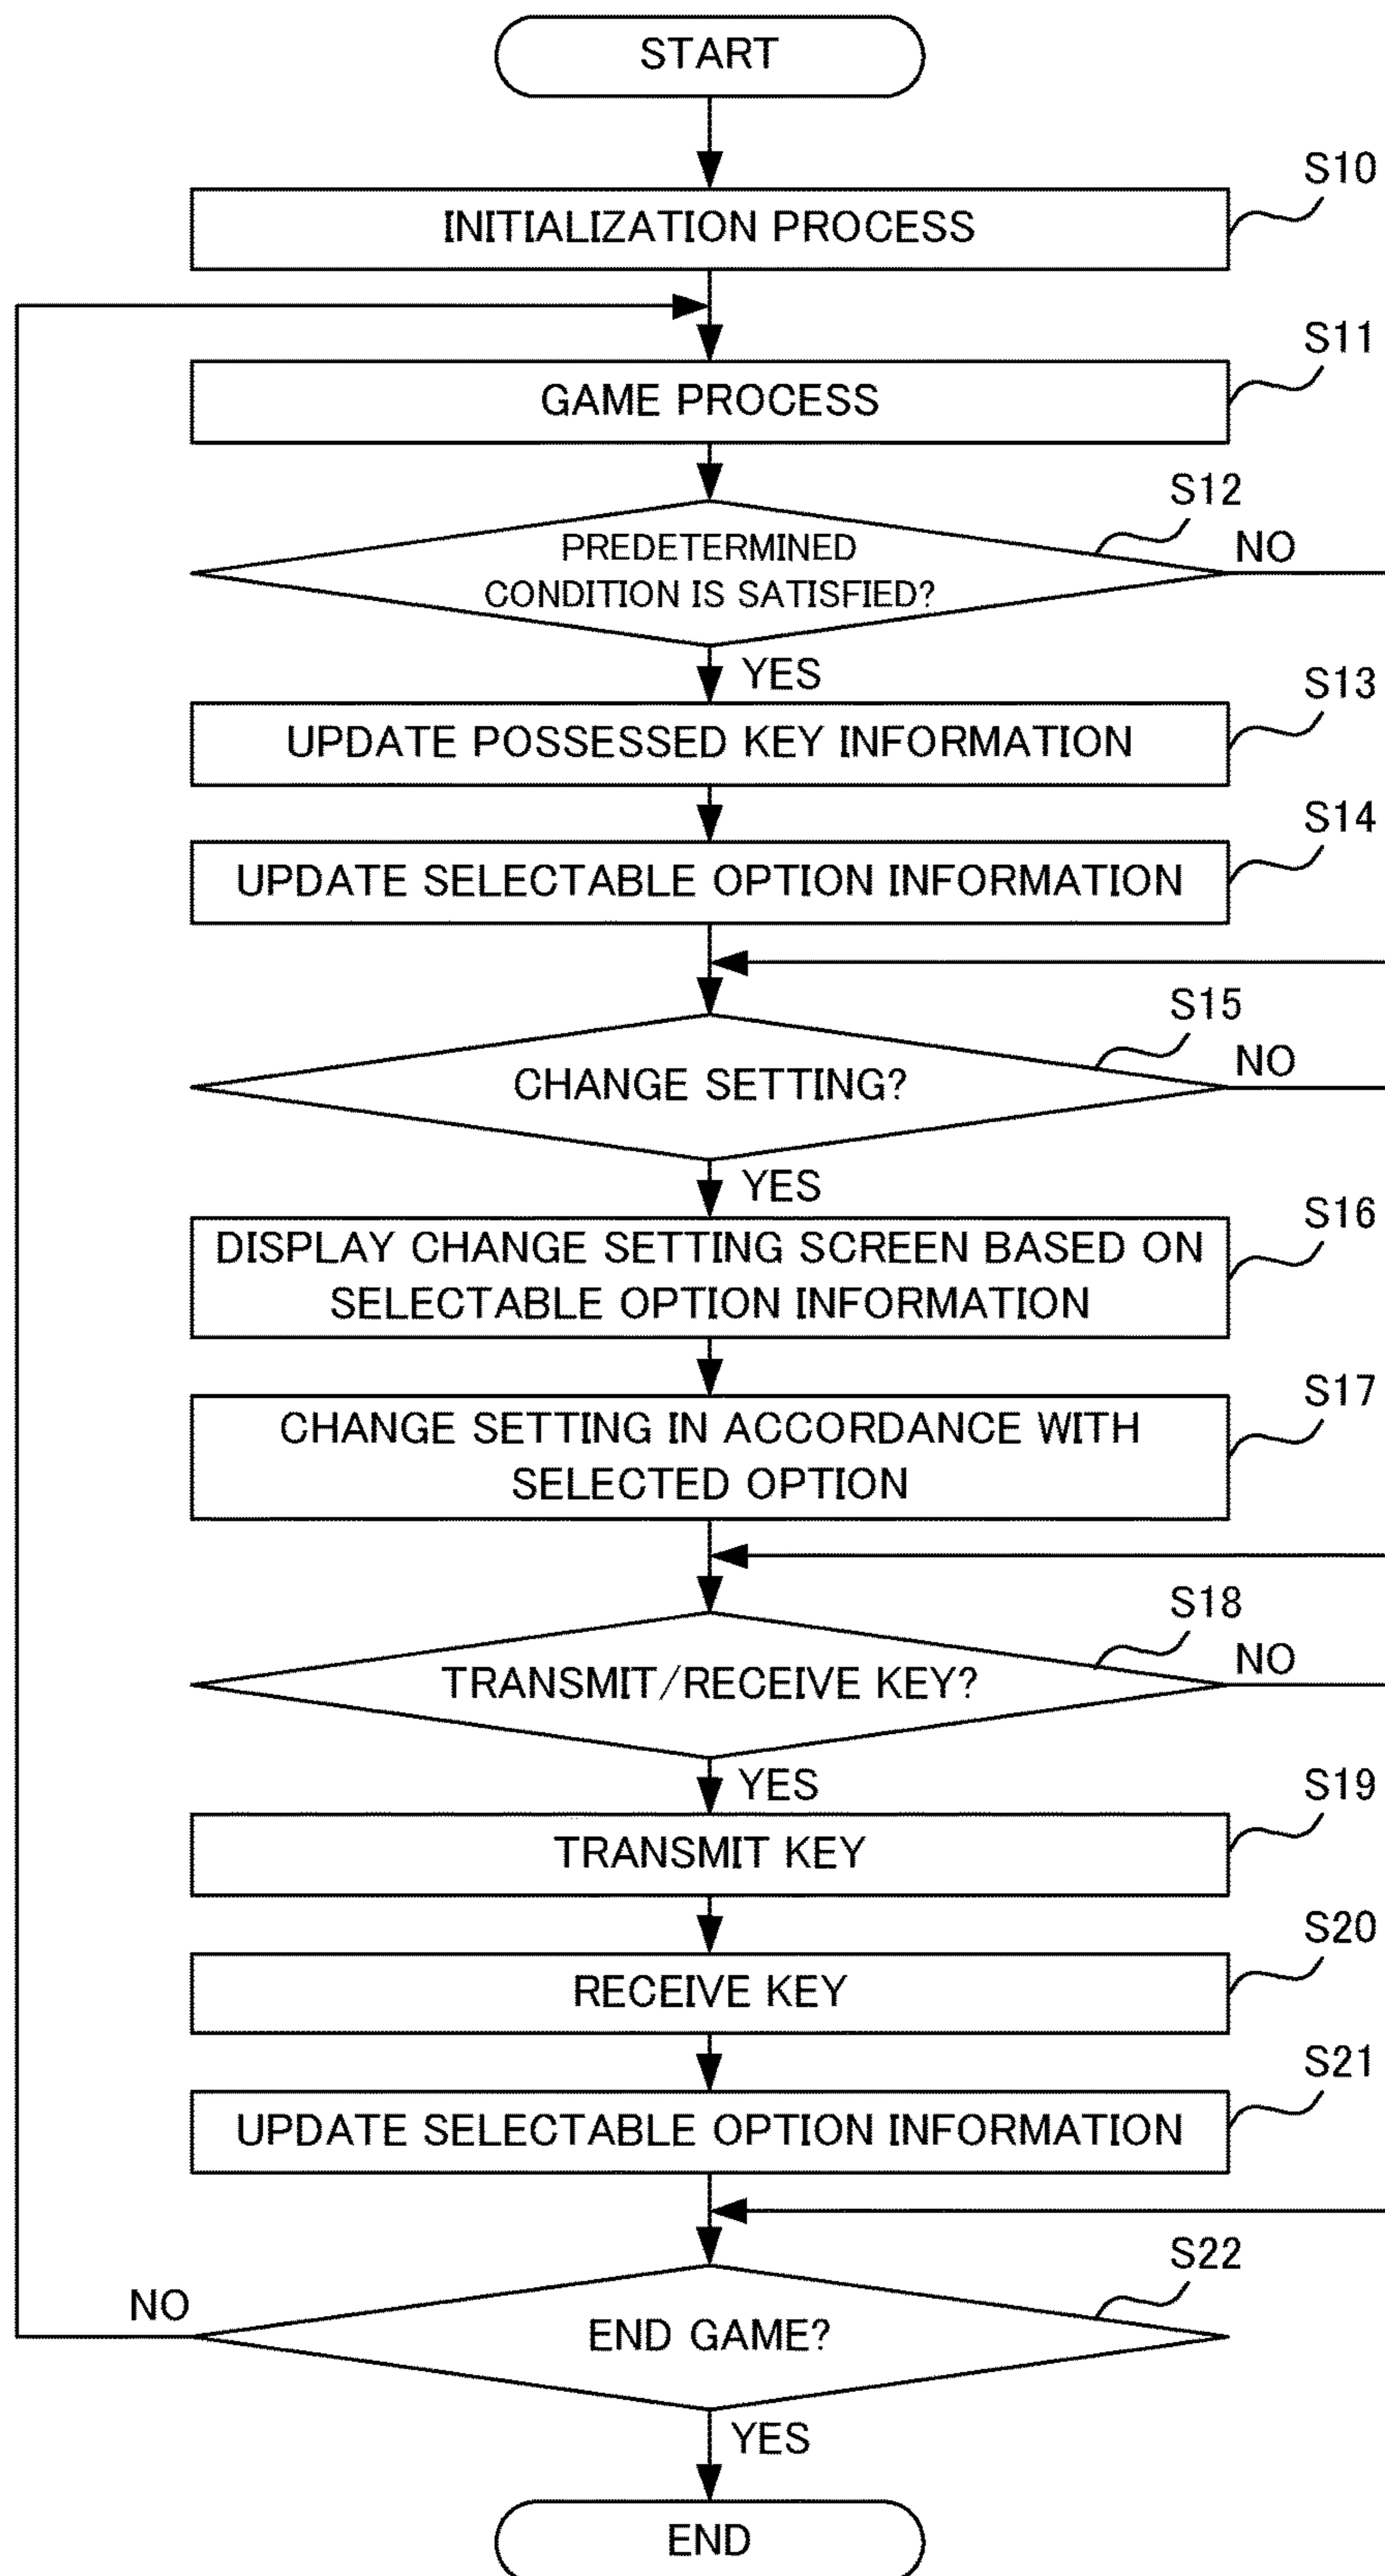 START
S10
INITIALIZATION PROCESS
S11
GAME PROCESS
S12
PREDETERMINED
CONDITION IS SATISFIED?
NO
YES
S13
UPDATE POSSESSED KEY INFORMATION
S14
UPDATE SELECTABLE OPTION INFORMATION
S15
CHANGE SETTING?
NO
YES
S16
DISPLAY CHANGE SETTING SCREEN BASED ON
SELECTABLE OPTION INFORMATION
S17
CHANGE SETTING IN ACCORDANCE WITH
SELECTED OPTION
S18
TRANSMIT/RECEIVE KEY?
NO
YES
S19
TRANSMIT KEY
S20
RECEIVE KEY
S21
UPDATE SELECTABLE OPTION INFORMATION
S22
NO
END GAME?
YES
END